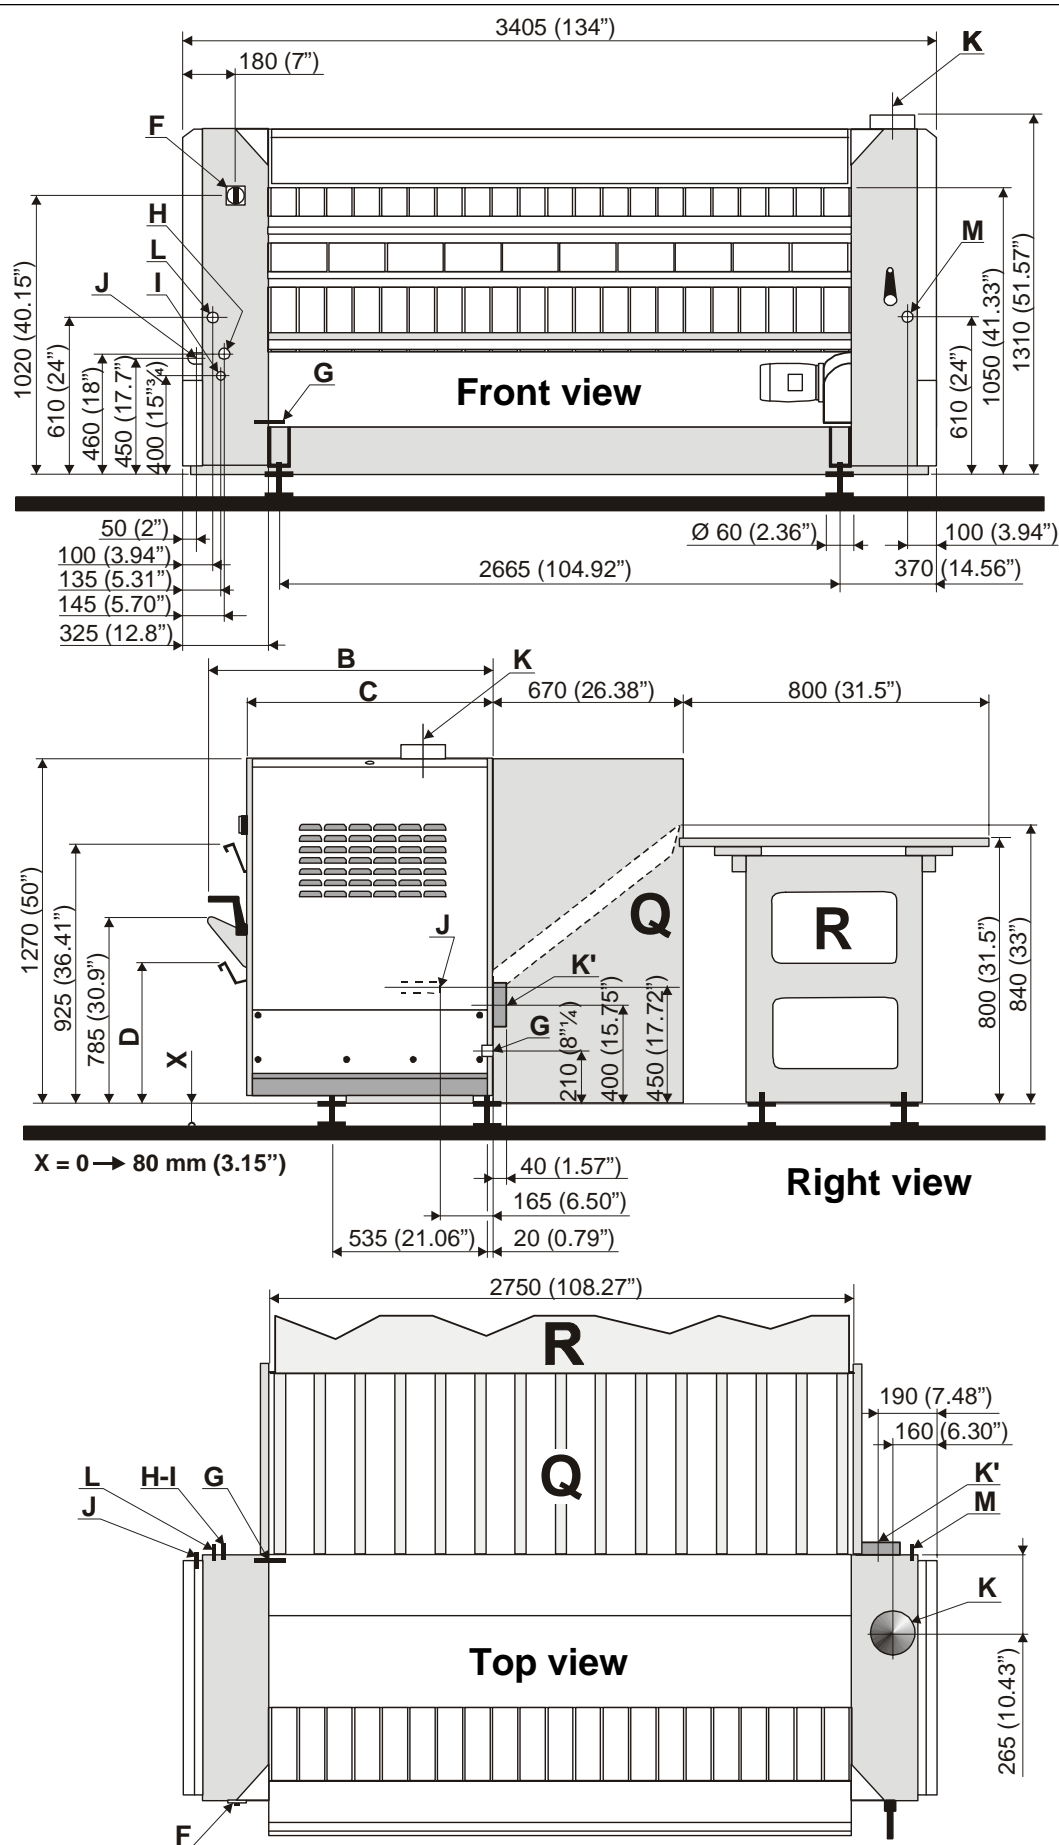 3405 (134”)
K
180 (7”)
F
H
L
J
I
M
G
Front view
1020 (40.15”)
610 (24”)
460 (18”)
450 (17.7”)
400 (15”³⁄₄)
610 (24”)
1050 (41.33”)
1310 (51.57”)
50 (2”)
100 (3.94”)
135 (5.31”)
145 (5.70”)
325 (12.8”)
Ø 60 (2.36”)
100 (3.94”)
2665 (104.92”)
370 (14.56”)
B
K
C
670 (26.38”)
800 (31.5”)
1270 (50”)
925 (36.41”)
785 (30.9”)
D
X
J
Q
K'
G
R
210 (8”¹⁄₄)
400 (15.75”)
450 (17.72”)
800 (31.5”)
840 (33”)
X = 0 → 80 mm (3.15”)
40 (1.57”)
165 (6.50”)
535 (21.06”)
20 (0.79”)
Right view
2750 (108.27”)
R
190 (7.48”)
160 (6.30”)
Q
L
H-I
G
J
K'
M
K
Top view
265 (10.43”)
F